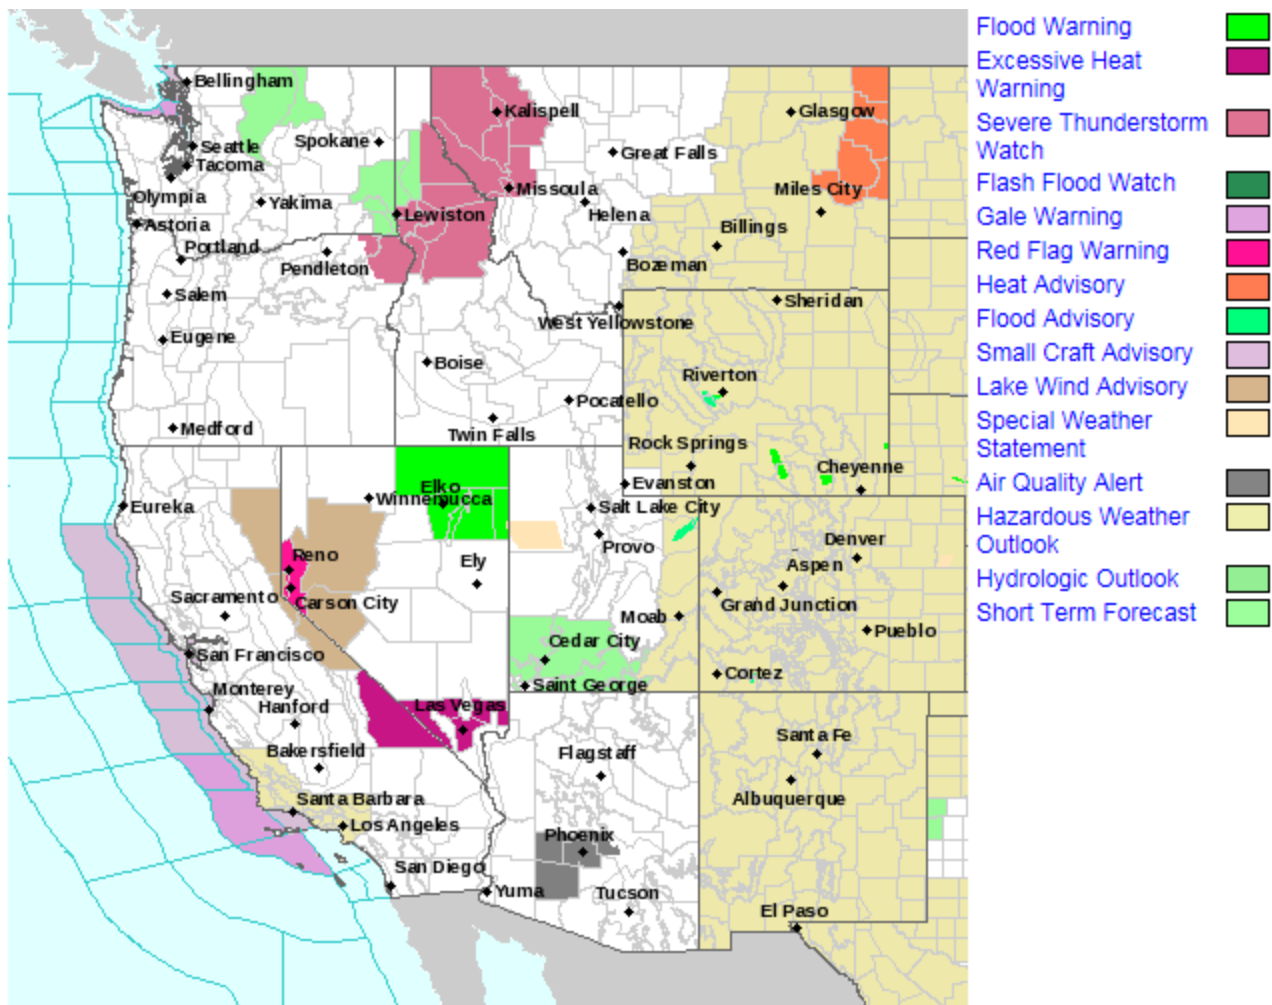 Bellingham
Seattle
Tacoma
Olympia
Astoria
Yakima
Spokane
Kalispell
Great Falls
Glasgow
Missoula
Helena
Miles City
Lewiston
Portland
Pendleton
Billings
Bozeman
Salem
Eugene
Sheridan
West Yellowstone
Boise
Riverton
Pocatello
Medford
Twin Falls
Rock Springs
Cheyenne
Evanston
Elko
Winnemucca
Eureka
Salt Lake City
Provo
Denver
Reno
Ely
Aspen
Sacramento
Carson City
Grand Junction
Moab
Pueblo
San Francisco
Cedar City
Cortez
Saint George
Monterey
Hanford
Las Vegas
Bakersfield
Flagstaff
Santa Fe
Albuquerque
Santa Barbara
Los Angeles
Phoenix
San Diego
Yuma
Tucson
El Paso
Flood Warning
Excessive Heat
Warning
Severe Thunderstorm
Watch
Flash Flood Watch
Gale Warning
Red Flag Warning
Heat Advisory
Flood Advisory
Small Craft Advisory
Lake Wind Advisory
Special Weather
Statement
Air Quality Alert
Hazardous Weather
Outlook
Hydrologic Outlook
Short Term Forecast